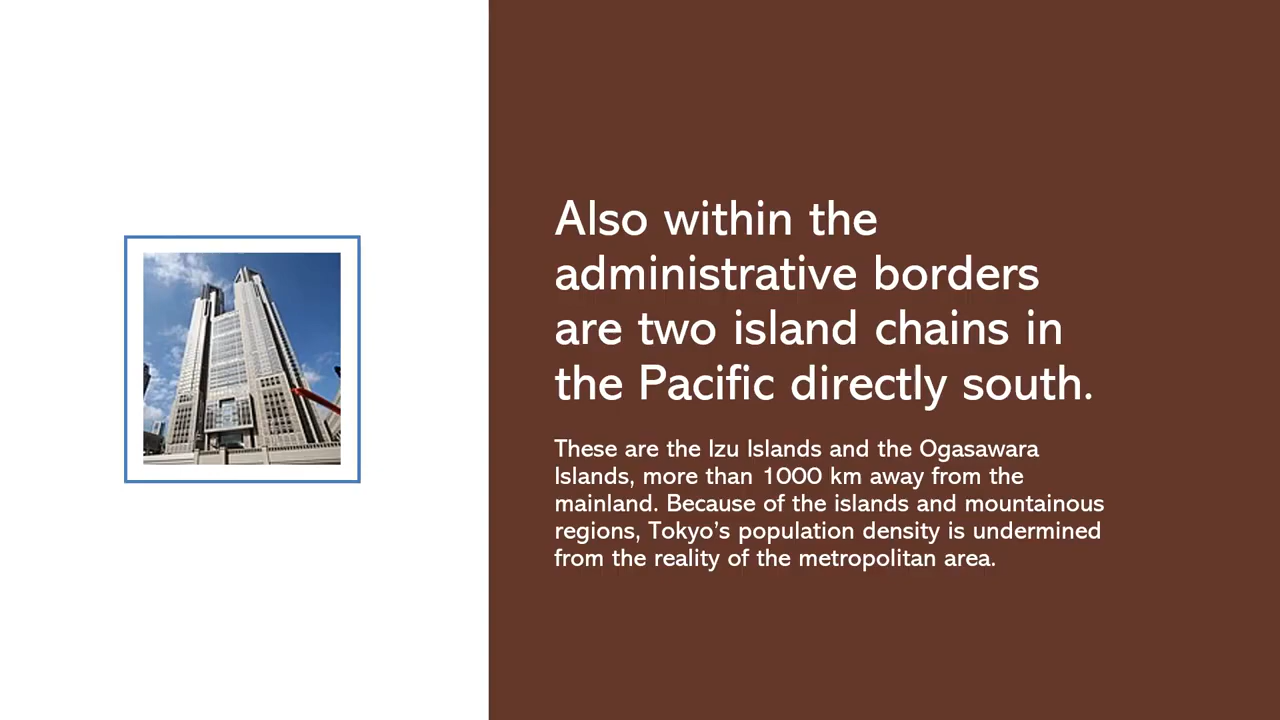 Also within the
administrative borders
are two island chains in
the Pacific directly south.
These are the Izu Islands and the Ogasawara
Islands, more than 1000 km away from the
mainland. Because of the islands and mountainous
regions, Tokyo’s population density is undermined
from the reality of the metropolitan area.